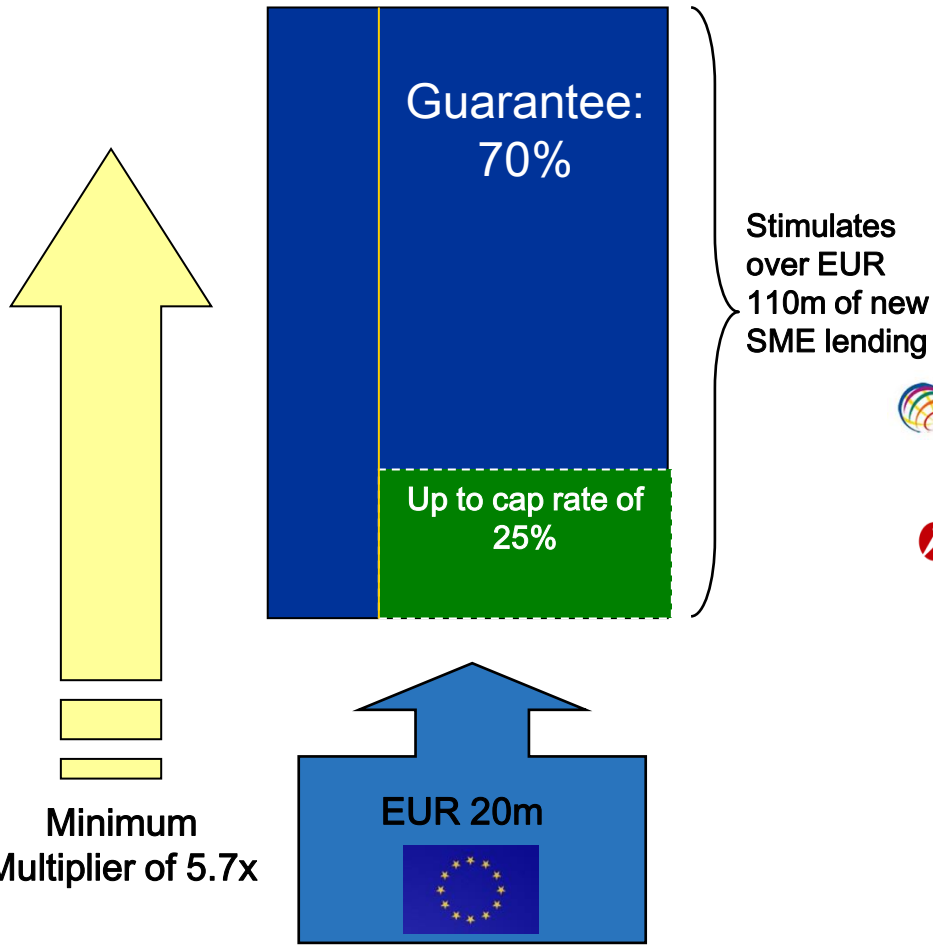 Guarantee:
70%
Stimulates
over EUR
110m of new
SME lending
Up to cap rate of
25%
EUR 20m
Minimum
Multiplier of 5.7x